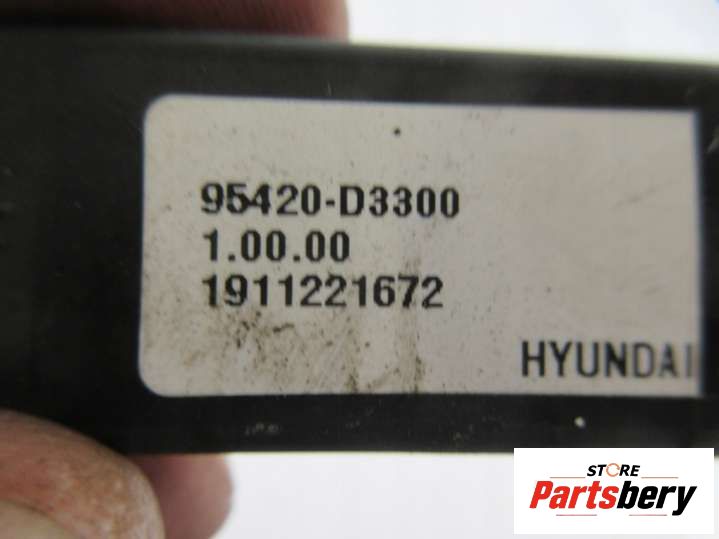 95420-D3300
1.00.00
1911221672
HYUNDAI
STORE
Partsbery